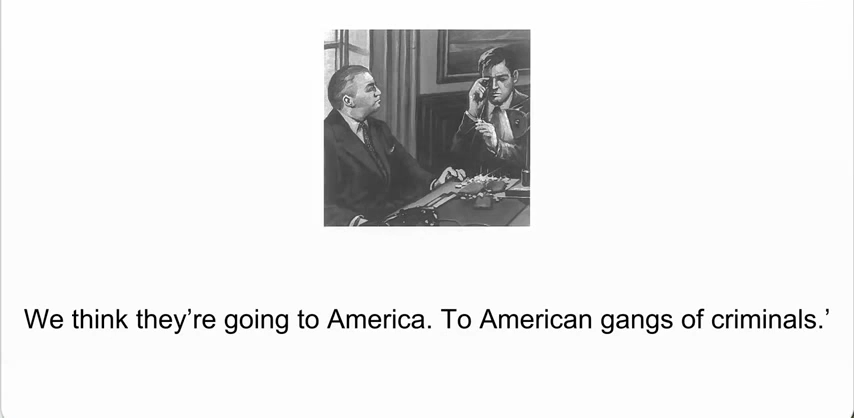 We think they’re going to America. To American gangs of criminals.’